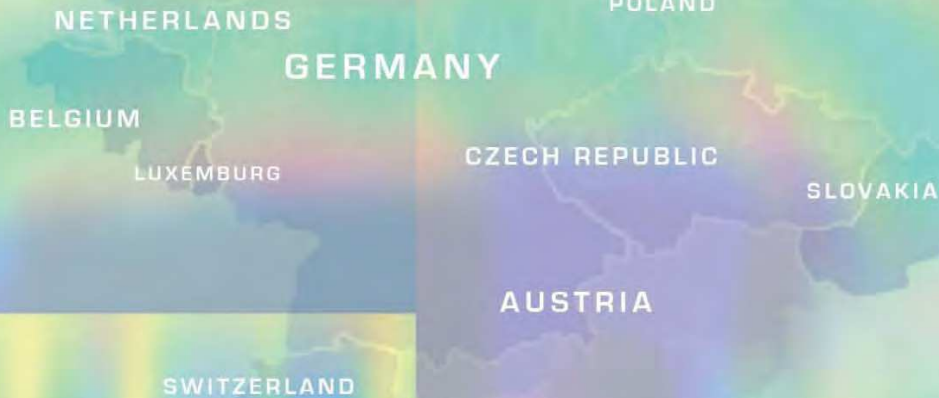 POLAND
NETHERLANDS
GERMANY
BELGIUM
CZECH REPUBLIC
LUXEMBURG
SLOVAKIA
AUSTRIA
SWITZERLAND